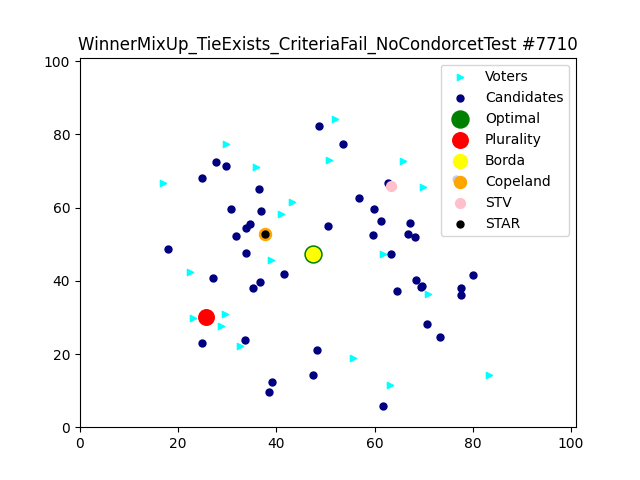 WinnerMixUp_TieExists_CriteriaFail_NoCondorcetTest #7710
100
80
60
40
20
0
0 20 40 60 80 100
Voters
Candidates
Optimal
Plurality
Borda
Copeland
STV
STAR